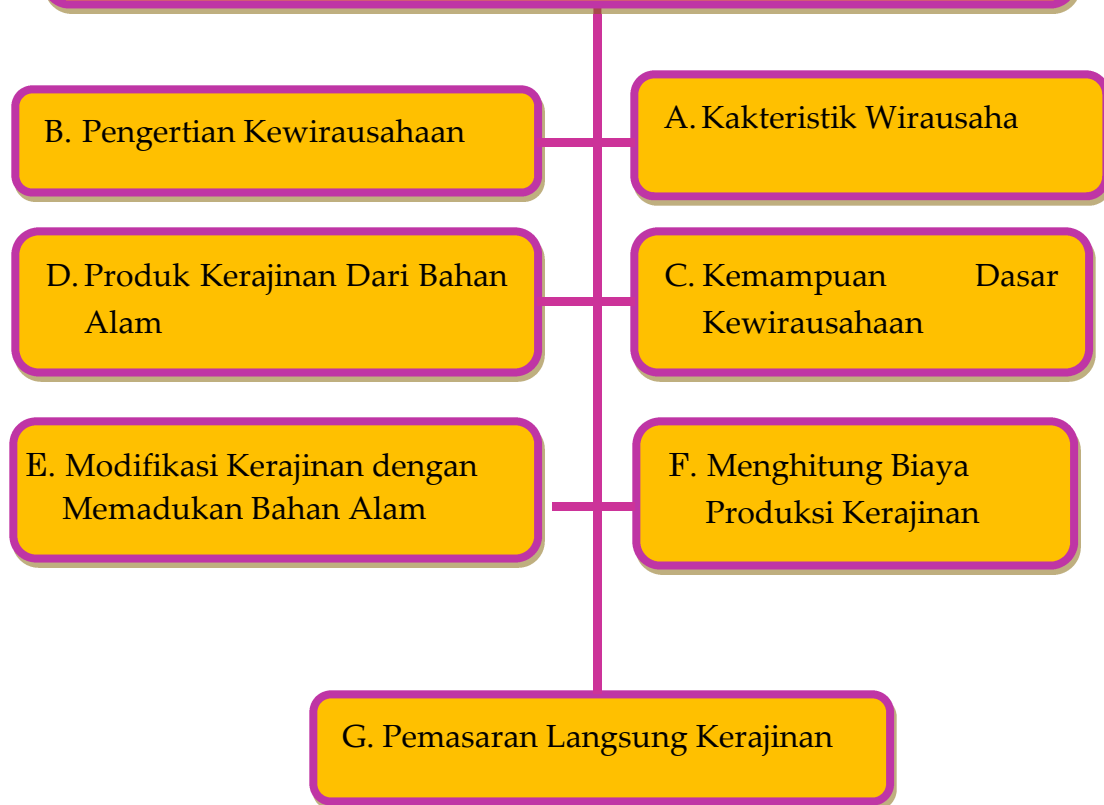 B. Pengertian Kewirausahaan
A. Kakteristik Wirausaha
D. Produk Kerajinan Dari Bahan
Alam
C. Kemampuan Dasar
Kewirausahaan
E. Modifikasi Kerajinan dengan
Memadukan Bahan Alam
F. Menghitung Biaya
Produksi Kerajinan
G. Pemasaran Langsung Kerajinan